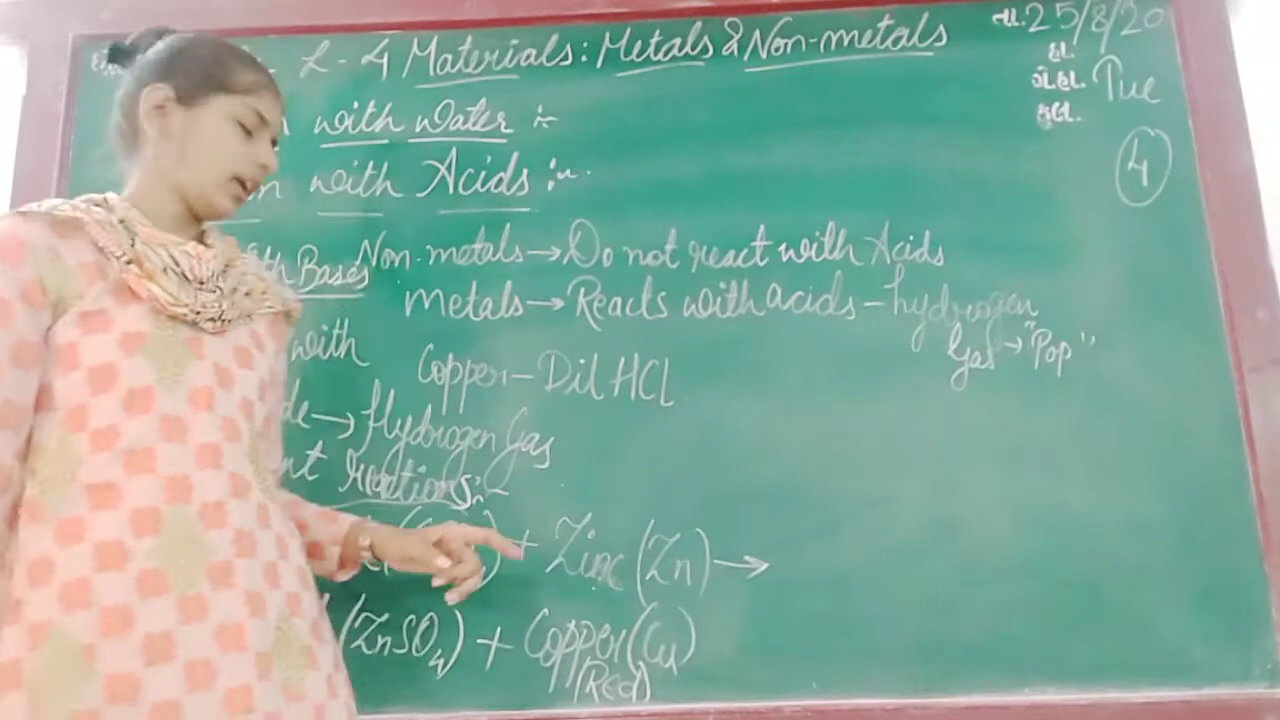 L-4 Materials: Metals & Non-metals
તા. 25/8/20
હા.
ગે.હા. Tue
કુલ.
with Water :-
4
with Acids :-
Bases Non-metals → Do not react with Acids
Metals → Reacts with acids - hydrogen
gas → "Pop"
with
Copper - Dil HCL
→ Hydrogen Gas
reactions :-
+ Zinc (Zn) →
(ZnSO4) + Copper (Cu)
(Red)